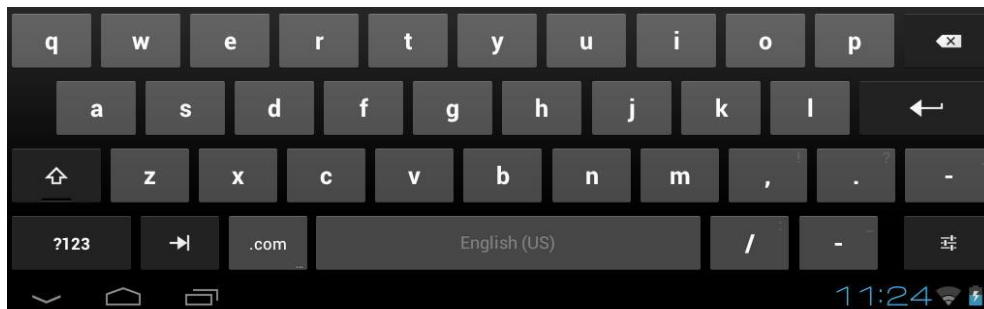 q w e r t y u i o p
a s d f g h j k l
! ?
z x c v b n m , . -
: _
?123 .com English (US) / -
...
11:24